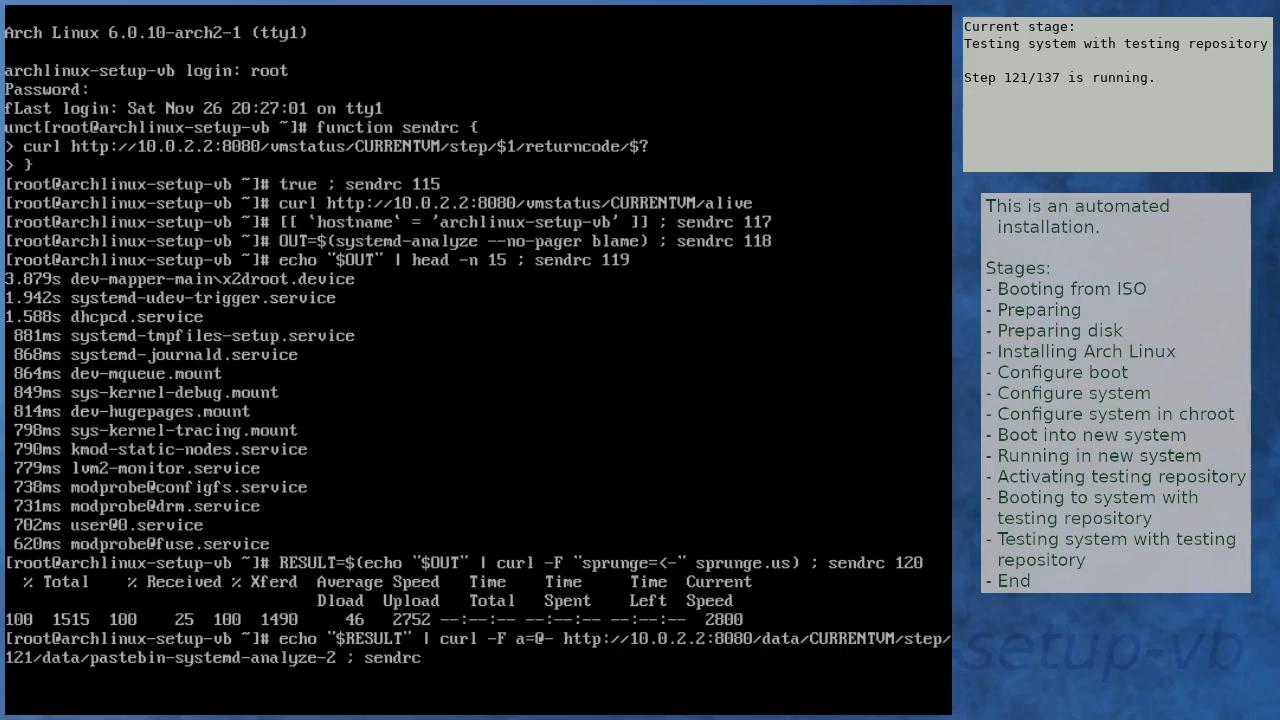 Arch Linux 6.0.10-arch2-1 (tty1)
archlinux-setup-vb login: root
Password:
fLast login: Sat Nov 26 20:27:01 on tty1
unct[root@archlinux-setup-vb ~]# function sendrc {
> curl http://10.0.2.2:8080/vmstatus/CURRENTVM/step/$1/returncode/$?
> }
[root@archlinux-setup-vb ~]# true ; sendrc 115
[root@archlinux-setup-vb ~]# curl http://10.0.2.2:8080/vmstatus/CURRENTVM/alive
[root@archlinux-setup-vb ~]# [[ `hostname` = 'archlinux-setup-vb' ]] ; sendrc 117
[root@archlinux-setup-vb ~]# OUT=$(systemd-analyze --no-pager blame) ; sendrc 118
[root@archlinux-setup-vb ~]# echo "$OUT" | head -n 15 ; sendrc 119
3.879s dev-mapper-main\x2droot.device
1.942s systemd-udev-trigger.service
1.588s dhcpcd.service
 881ms systemd-tmpfiles-setup.service
 868ms systemd-journald.service
 864ms dev-mqueue.mount
 849ms sys-kernel-debug.mount
 814ms dev-hugepages.mount
 798ms sys-kernel-tracing.mount
 790ms kmod-static-nodes.service
 779ms lvm2-monitor.service
 738ms modprobe@configfs.service
 731ms modprobe@drm.service
 702ms user@0.service
 620ms modprobe@fuse.service
[root@archlinux-setup-vb ~]# RESULT=$(echo "$OUT" | curl -F "sprunge=<-" sprunge.us) ; sendrc 120
  % Total    % Received % Xferd  Average Speed   Time    Time     Time  Current
                                 Dload  Upload   Total   Spent    Left  Speed
100  1515  100    25  100  1490     46   2752 --:--:-- --:--:-- --:--:--  2800
[root@archlinux-setup-vb ~]# echo "$RESULT" | curl -F a=@- http://10.0.2.2:8080/data/CURRENTVM/step/
121/data/pastebin-systemd-analyze-2 ; sendrc
Current stage:
Testing system with testing repository
Step 121/137 is running.
This is an automated
installation.
Stages:
- Booting from ISO
- Preparing
- Preparing disk
- Installing Arch Linux
- Configure boot
- Configure system
- Configure system in chroot
- Boot into new system
- Running in new system
- Activating testing repository
- Booting to system with
testing repository
- Testing system with testing
repository
- End
setup-vb